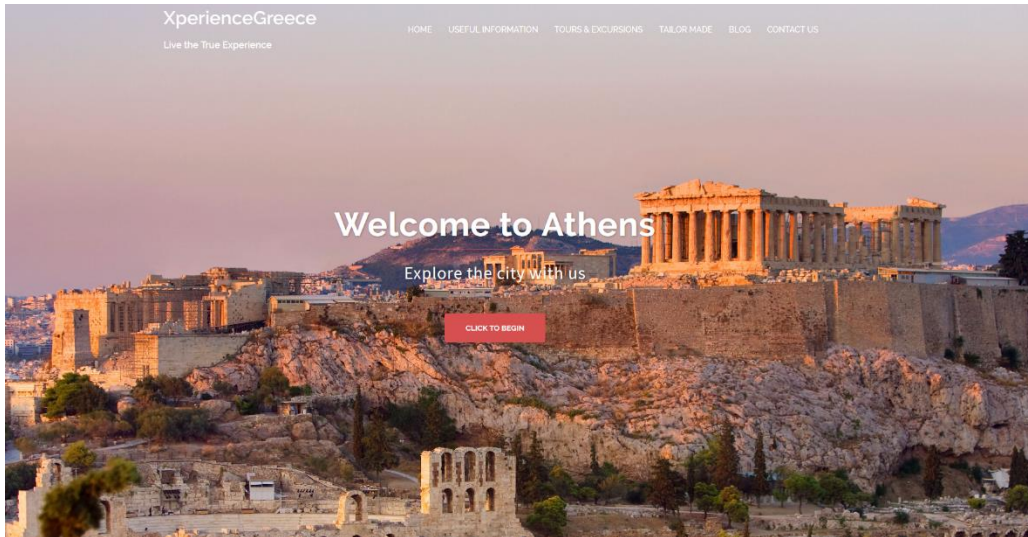 XperienceGreece
Live the True Experience
HOME USEFUL INFORMATION TOURS & EXCURSIONS TAILOR MADE BLOG CONTACT US
Welcome to Athens
Explore the city with us
CLICK TO BEGIN